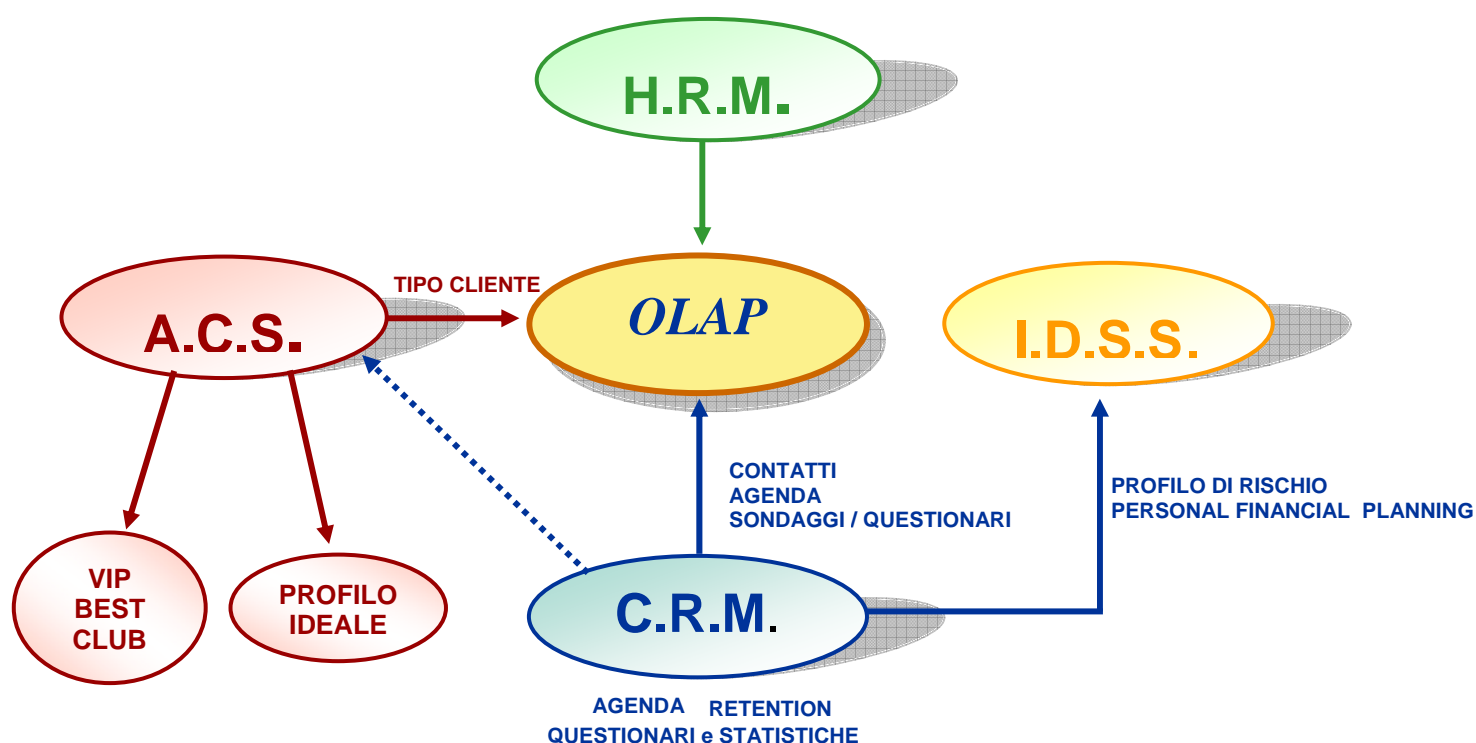 H.R.M.
TIPO CLIENTE
A.C.S.
OLAP
I.D.S.S.
CONTATTI
AGENDA
SONDAGGI / QUESTIONARI
PROFILO DI RISCHIO
PERSONAL FINANCIAL PLANNING
VIP
BEST
CLUB
PROFILO
IDEALE
C.R.M.
AGENDA RETENTION
QUESTIONARI e STATISTICHE